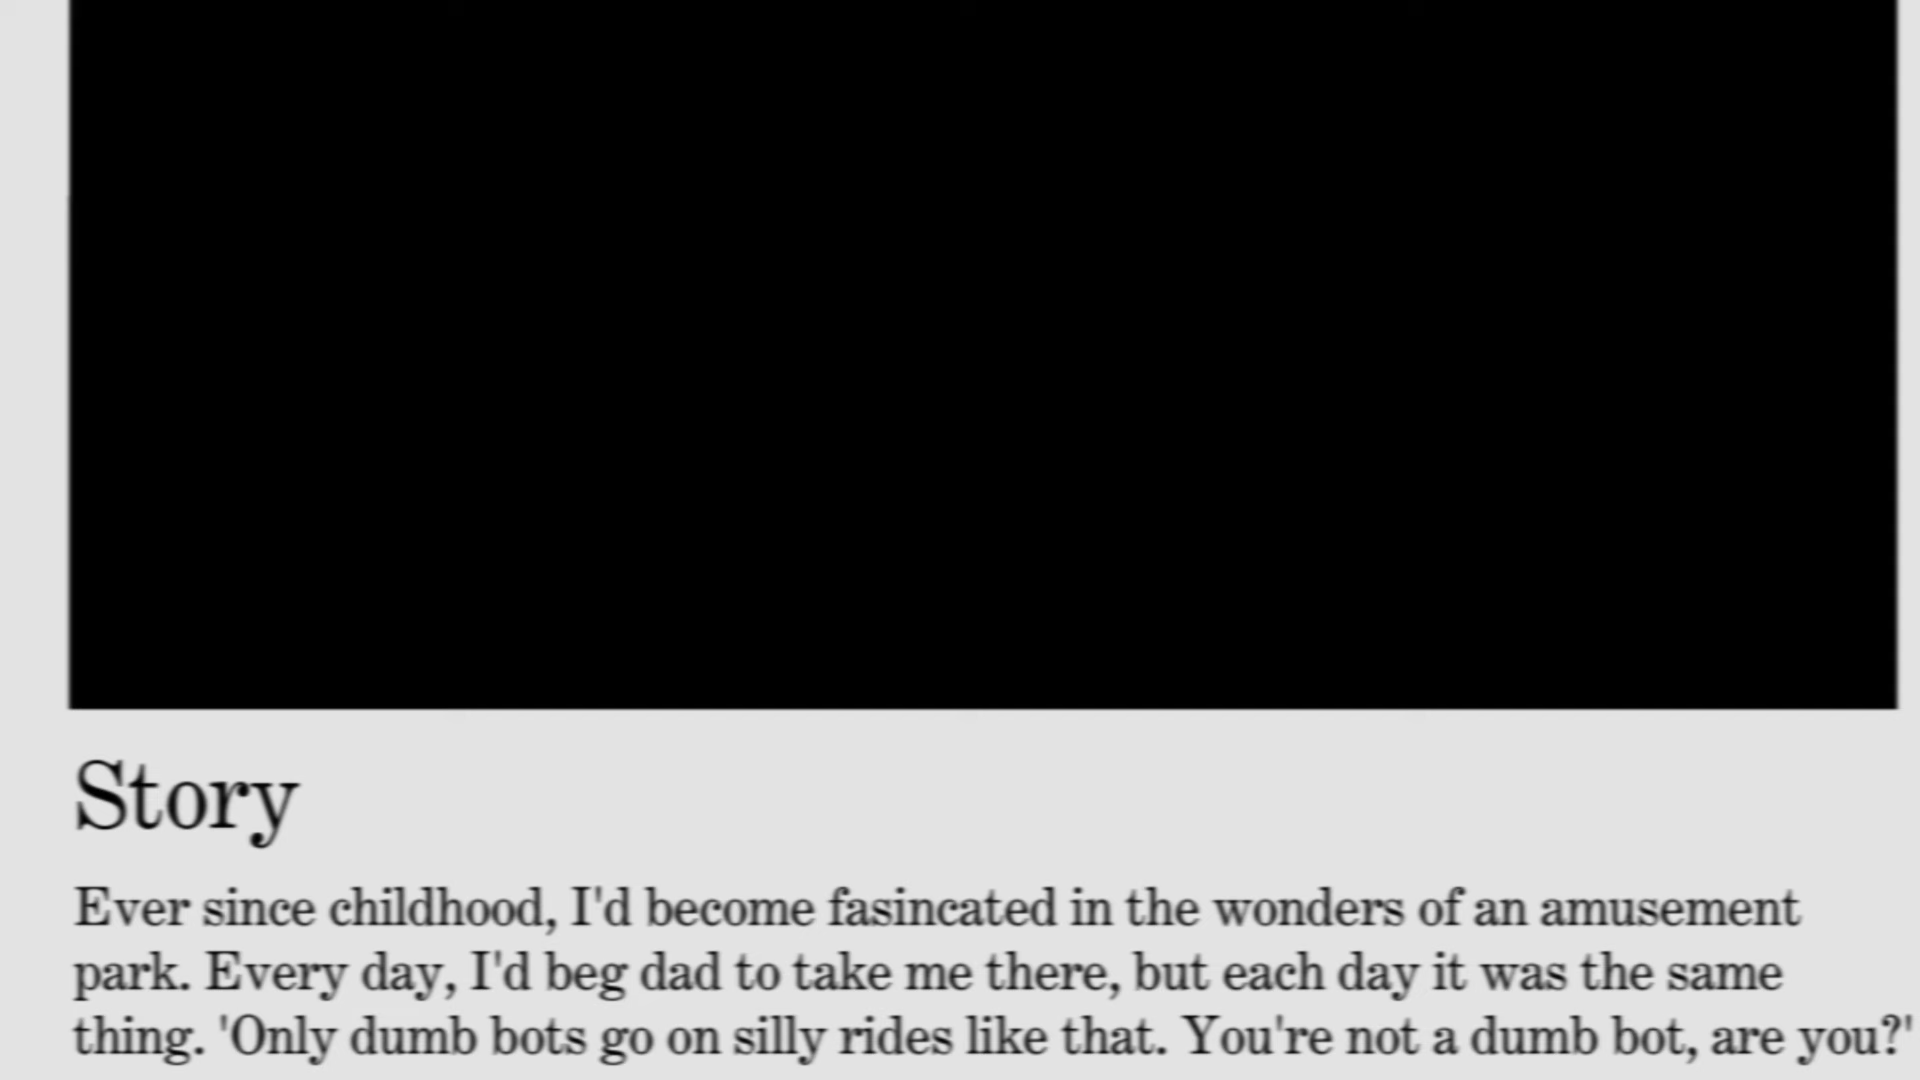 Story
Ever since childhood, I'd become fasincated in the wonders of an amusement
park. Every day, I'd beg dad to take me there, but each day it was the same
thing. 'Only dumb bots go on silly rides like that. You're not a dumb bot, are you?'